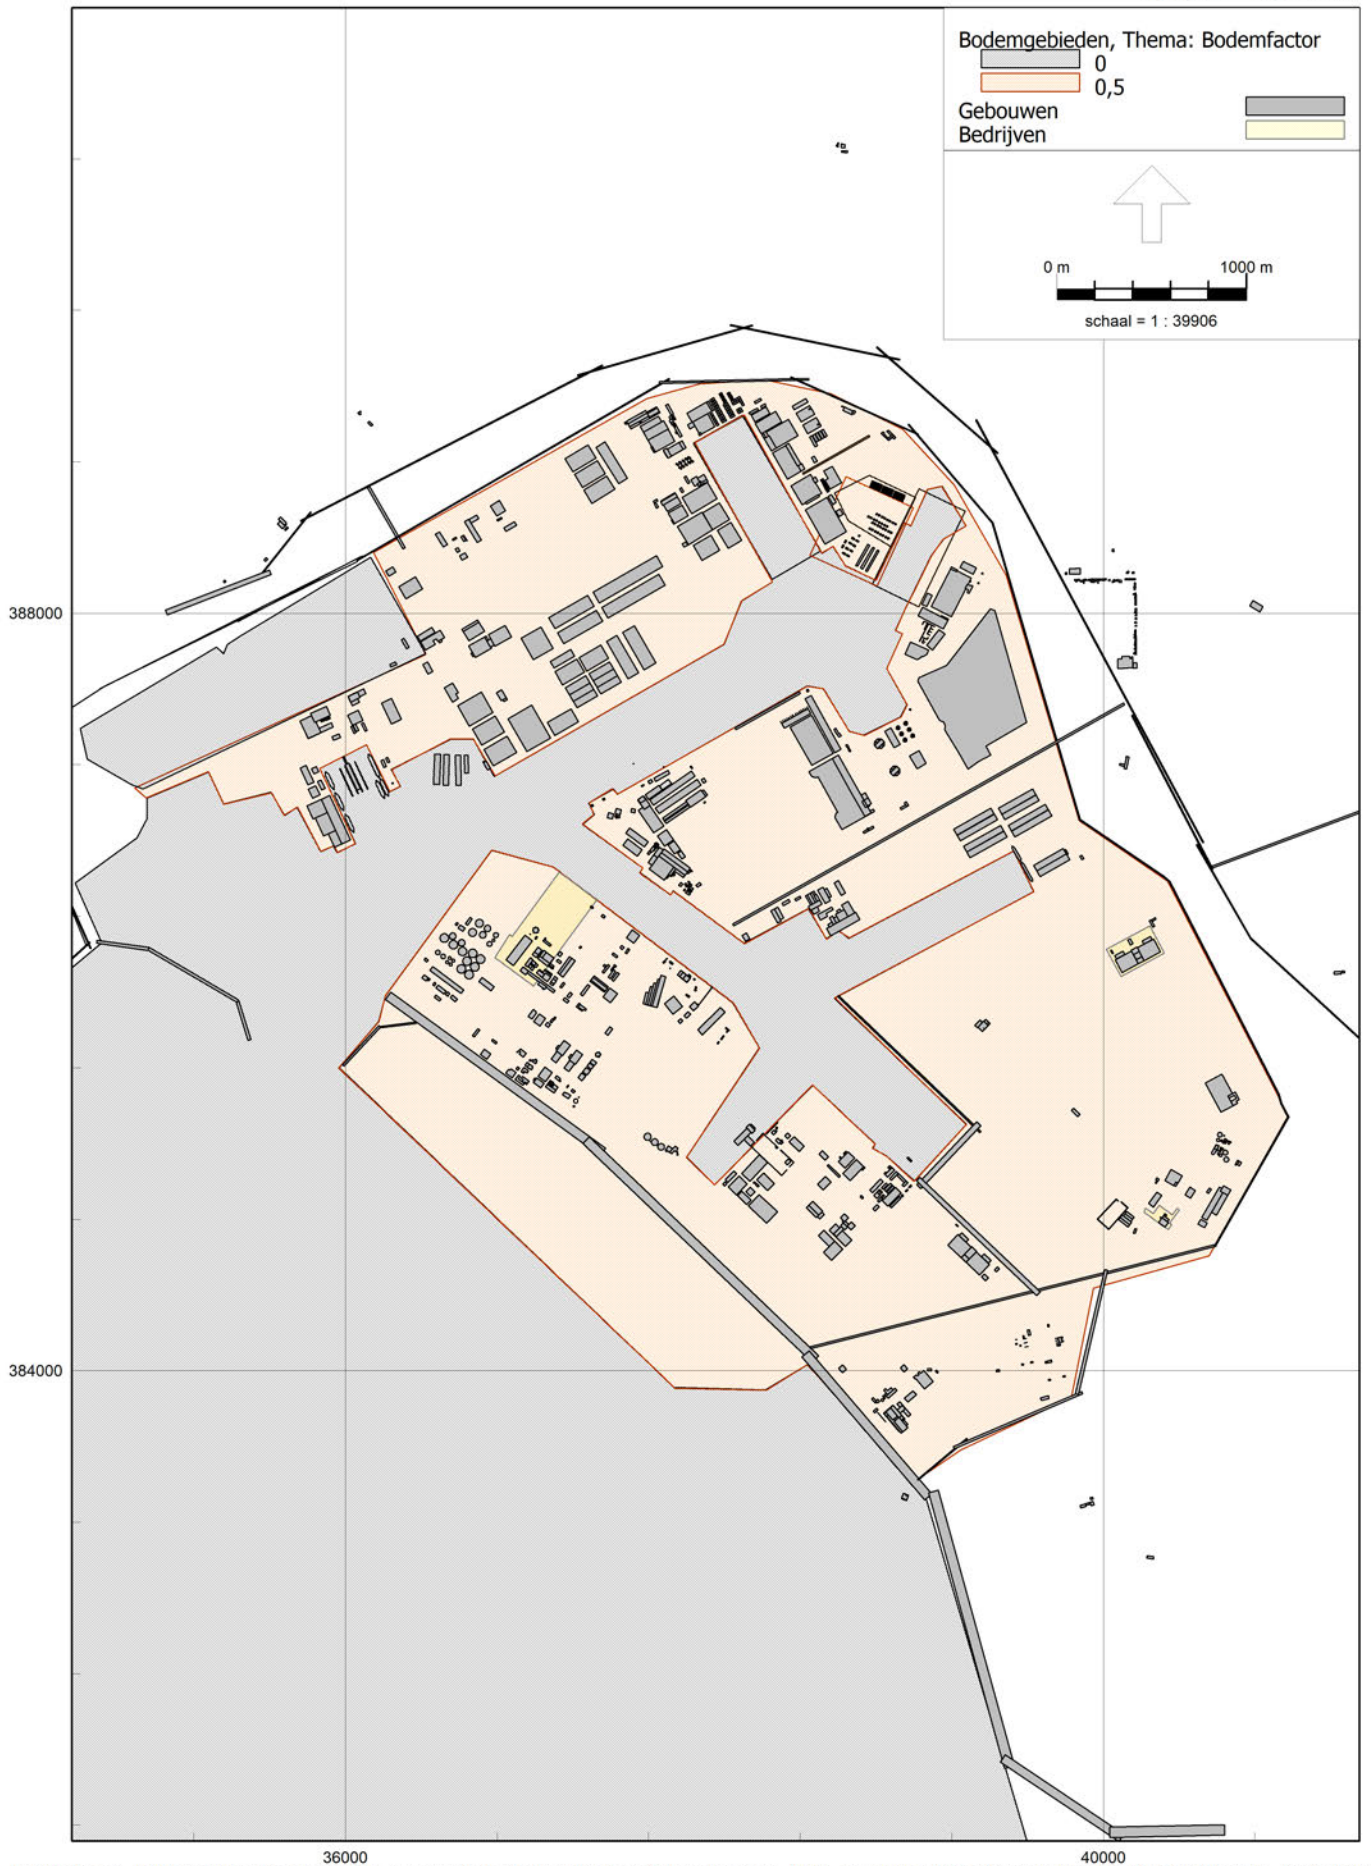 Bodemgebieden, Thema: Bodemfactor
0
0,5
Gebouwen
Bedrijven
0 m 1000 m
schaal = 1 : 39906
388000
384000
36000 40000